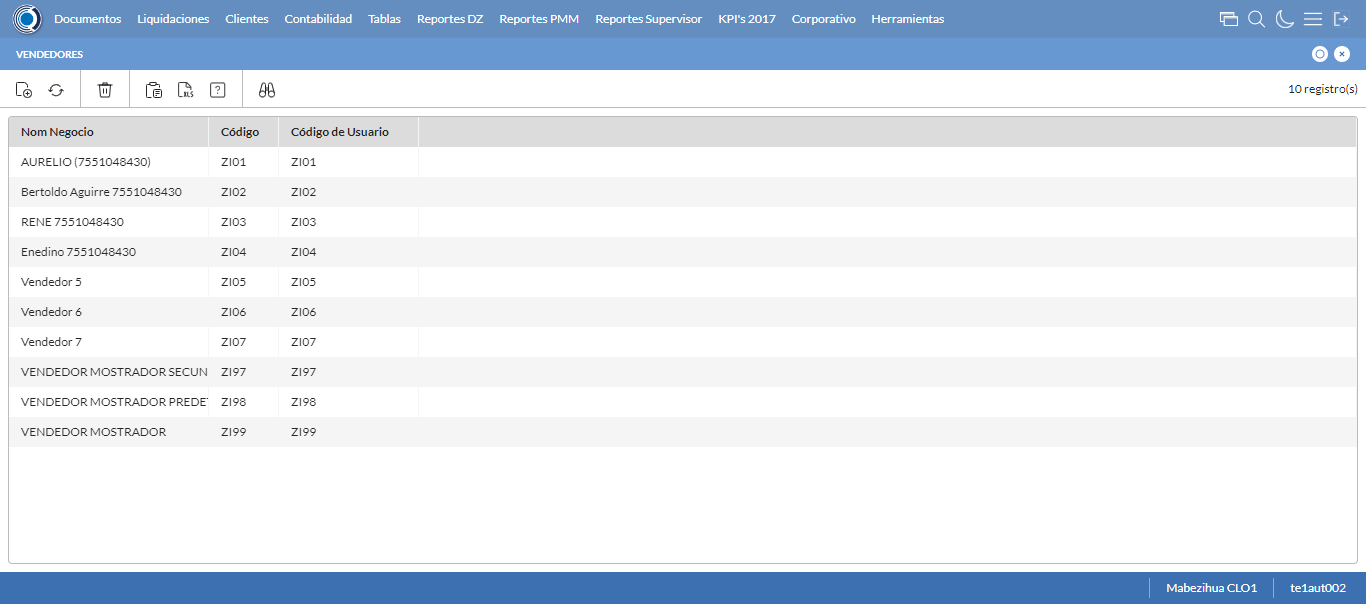 Documentos Liquidaciones Clientes Contabilidad Tablas Reportes DZ Reportes PMM Reportes Supervisor KPI's 2017 Corporativo Herramientas
VENDEDORES
XLS ? 10 registro(s)
Nom Negocio Código Código de Usuario
AURELIO (7551048430) ZI01 ZI01
Bertoldo Aguirre 7551048430 ZI02 ZI02
RENE 7551048430 ZI03 ZI03
Enedino 7551048430 ZI04 ZI04
Vendedor 5 ZI05 ZI05
Vendedor 6 ZI06 ZI06
Vendedor 7 ZI07 ZI07
VENDEDOR MOSTRADOR SECUN ZI97 ZI97
VENDEDOR MOSTRADOR PREDE ZI98 ZI98
VENDEDOR MOSTRADOR ZI99 ZI99
Mabezihua CLO1 te1aut002